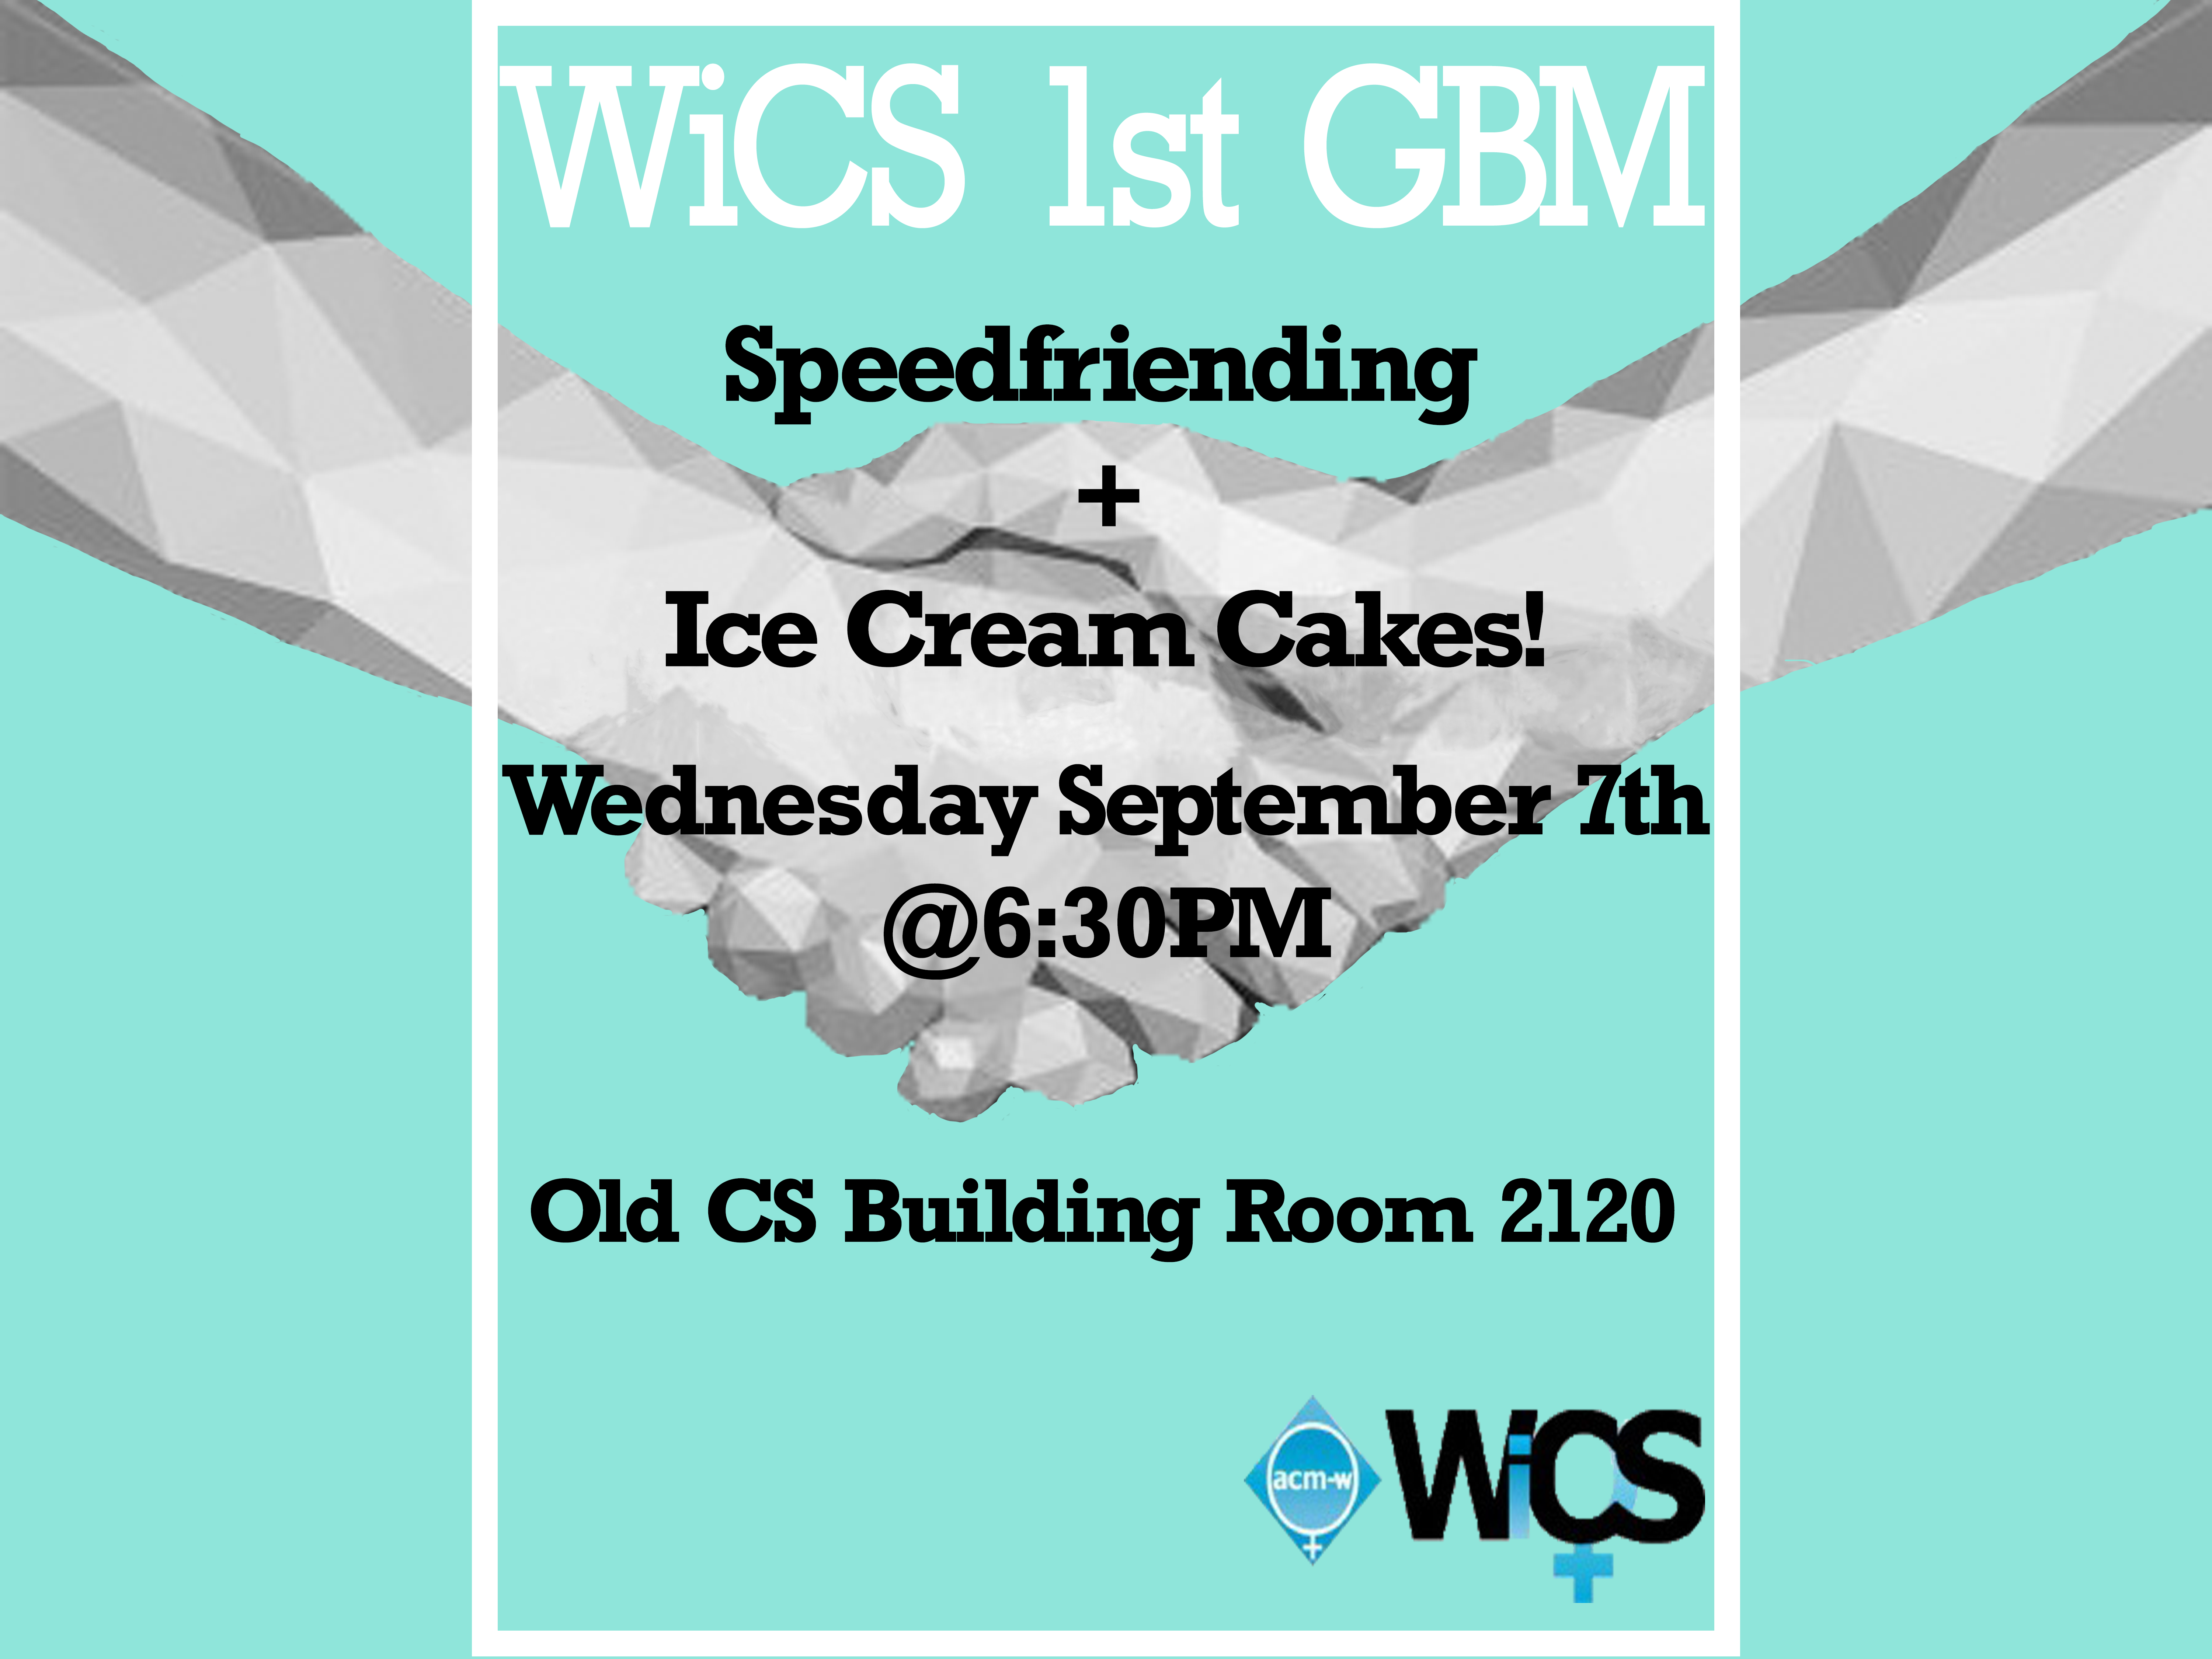 WiCS 1st GBM
Speedfriending
+
Ice Cream Cakes!
Wednesday September 7th
@6:30PM
Old CS Building Room 2120
acm-w WiCS